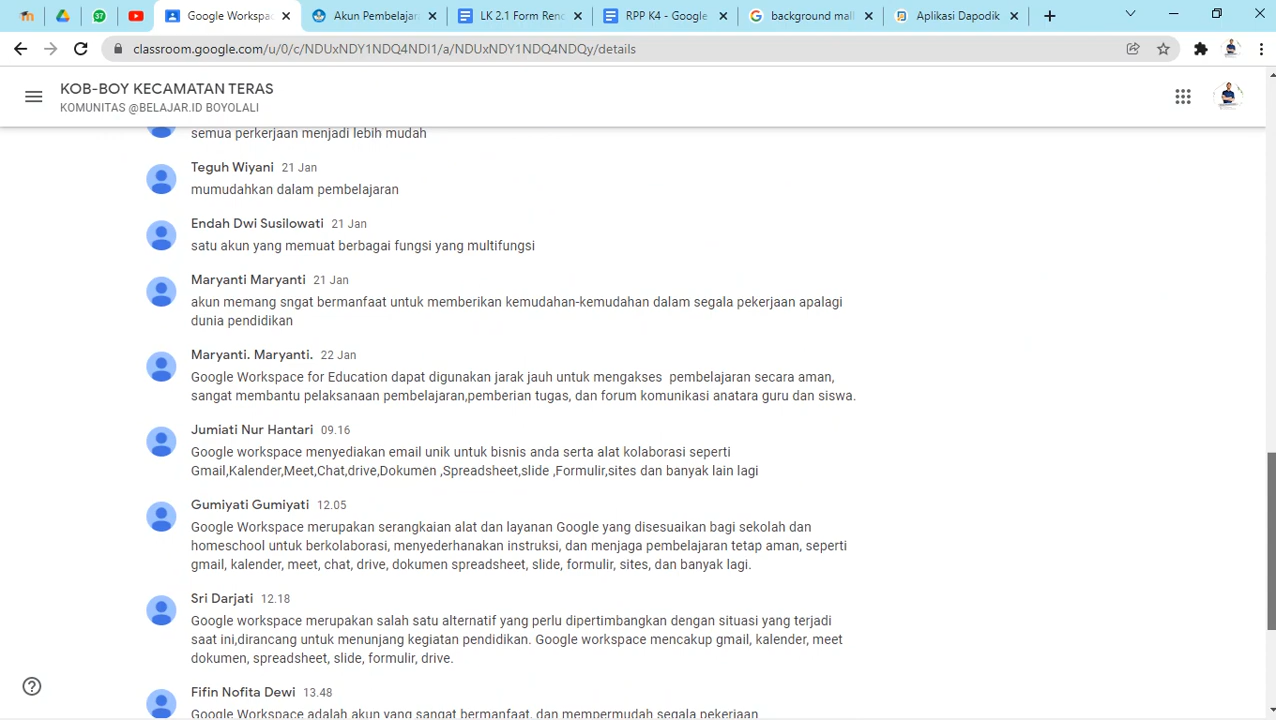 37
Google Workspac
Akun Pembelajar
LK 2.1 Form Renc
RPP K4 - Google
background mall
Aplikasi Dapodik
classroom.google.com/u/0/c/NDUxNDY1NDQ4NDI1/a/NDUxNDY1NDQ4NDQy/details
KOB-BOY KECAMATAN TERAS
KOMUNITAS @BELAJAR.ID BOYOLALI
semua perkerjaan menjadi lebih mudah
Teguh Wiyani 21 Jan
mumudahkan dalam pembelajaran
Endah Dwi Susilowati 21 Jan
satu akun yang memuat berbagai fungsi yang multifungsi
Maryanti Maryanti 21 Jan
akun memang sngat bermanfaat untuk memberikan kemudahan-kemudahan dalam segala pekerjaan apalagi
dunia pendidikan
Maryanti. Maryanti. 22 Jan
Google Workspace for Education dapat digunakan jarak jauh untuk mengakses pembelajaran secara aman,
sangat membantu pelaksanaan pembelajaran,pemberian tugas, dan forum komunikasi anatara guru dan siswa.
Jumiati Nur Hantari 09.16
Google workspace menyediakan email unik untuk bisnis anda serta alat kolaborasi seperti
Gmail,Kalender,Meet,Chat,drive,Dokumen ,Spreadsheet,slide ,Formulir,sites dan banyak lain lagi
Gumiyati Gumiyati 12.05
Google Workspace merupakan serangkaian alat dan layanan Google yang disesuaikan bagi sekolah dan
homeschool untuk berkolaborasi, menyederhanakan instruksi, dan menjaga pembelajaran tetap aman, seperti
gmail, kalender, meet, chat, drive, dokumen spreadsheet, slide, formulir, sites, dan banyak lagi.
Sri Darjati 12.18
Google workspace merupakan salah satu alternatif yang perlu dipertimbangkan dengan situasi yang terjadi
saat ini,dirancang untuk menunjang kegiatan pendidikan. Google workspace mencakup gmail, kalender, meet
dokumen, spreadsheet, slide, formulir, drive.
Fifin Nofita Dewi 13.48
Google Workspace adalah akun yang sangat bermanfaat, dan mempermudah segala pekerjaan